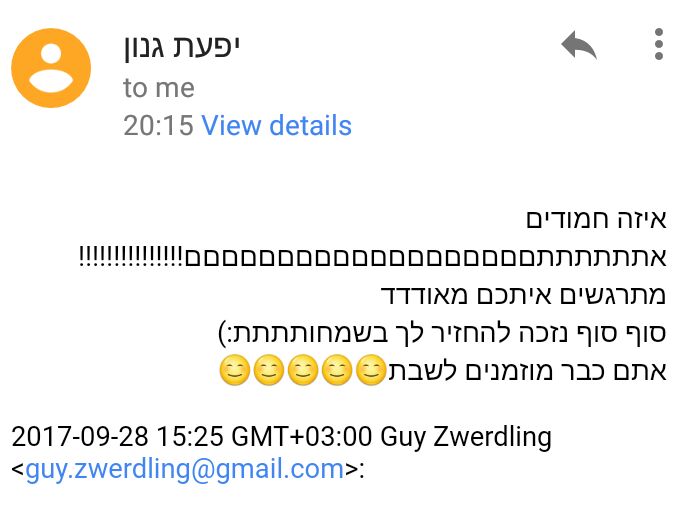 יפעת גנון
to me
20:15 View details
איזה חמודים
אתתתתתתםםםםםםםםםםםםםםםםםםם!!!!!!!!!!!!!!!
מתרגשים איתכם מאודדד
סוף סוף נזכה להחזיר לך בשמחותתתת:)
אתם כבר מוזמנים לשבת😊😊😊😊😊
2017-09-28 15:25 GMT+03:00 Guy Zwerdling
<guy.zwerdling@gmail.com>: